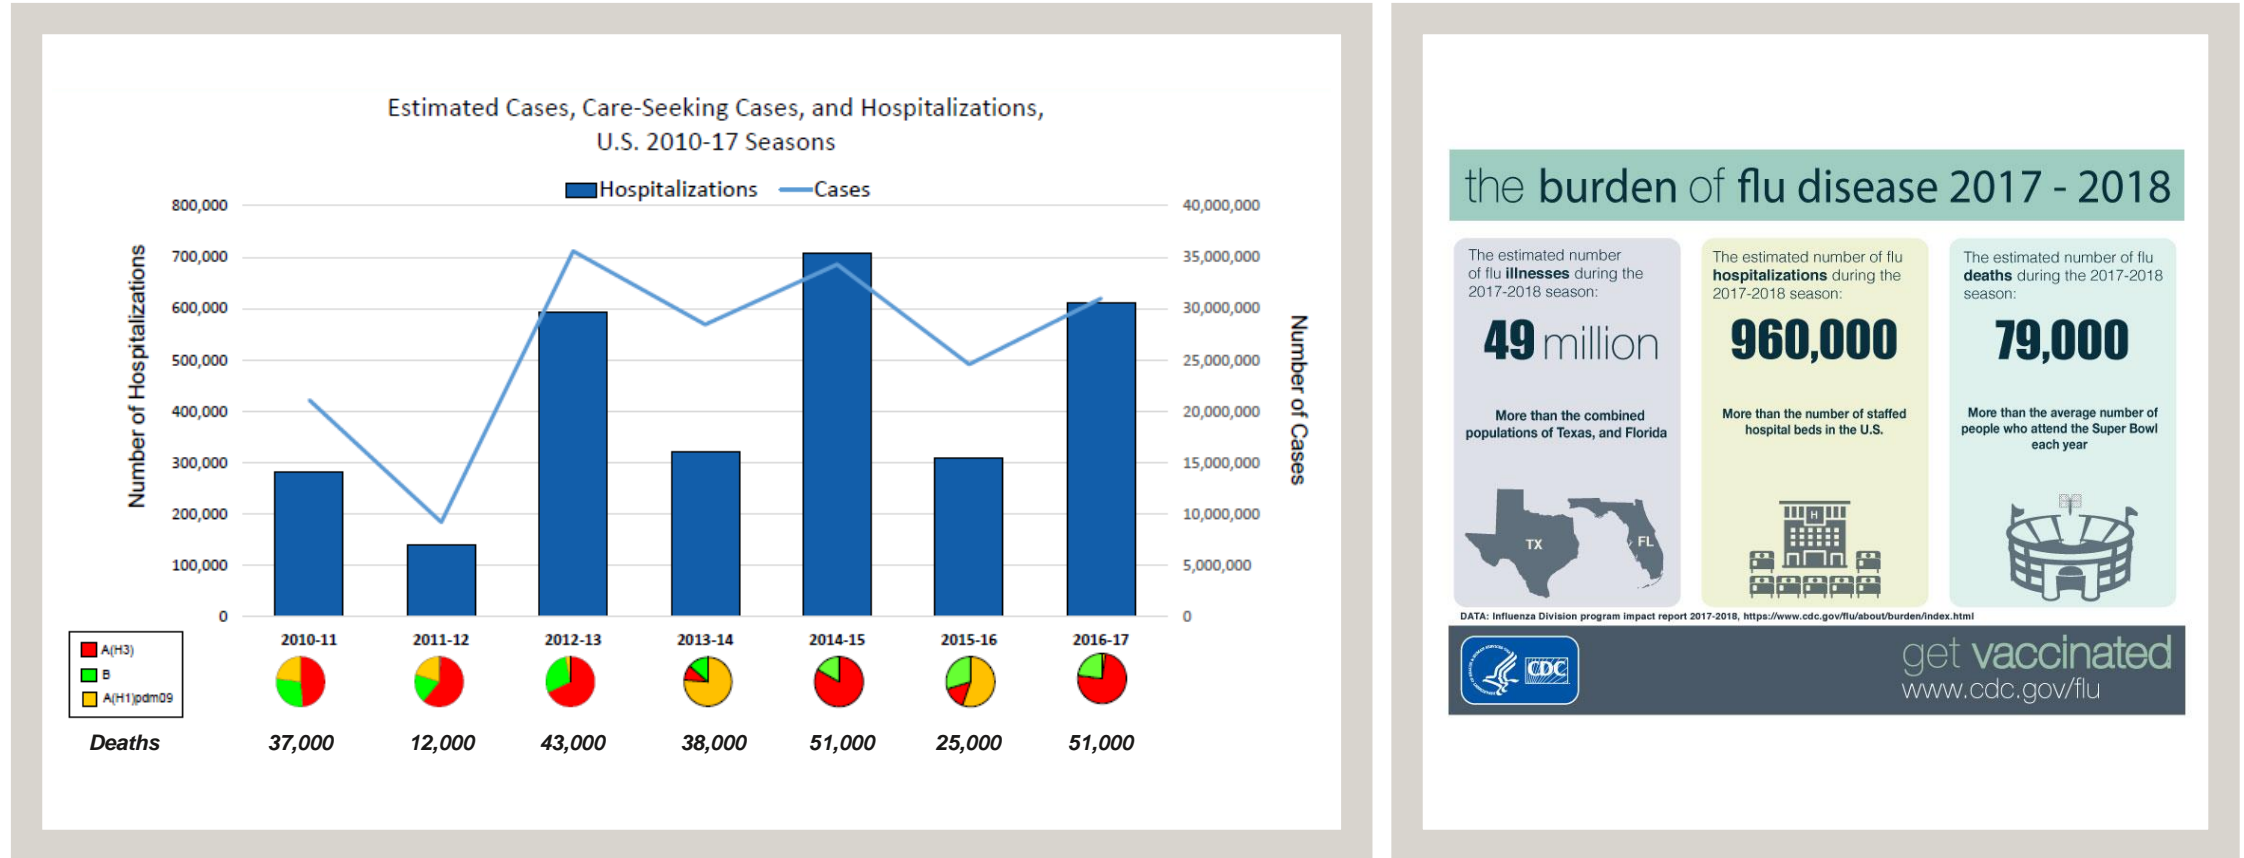 Estimated Cases, Care-Seeking Cases, and Hospitalizations,
U.S. 2010-17 Seasons
Hospitalizations Cases
Number of Hospitalizations
800,000
700,000
600,000
500,000
400,000
300,000
200,000
100,000
0
40,000,000
35,000,000
30,000,000
25,000,000
20,000,000
15,000,000
10,000,000
5,000,000
0
Number of Cases
2010-11 2011-12 2012-13 2013-14 2014-15 2015-16 2016-17
A(H3)
B
A(H1)pdm09
Deaths 37,000 12,000 43,000 38,000 51,000 25,000 51,000
the burden of flu disease 2017 - 2018
The estimated number
of flu illnesses during the
2017-2018 season:
49 million
More than the combined
populations of Texas, and Florida
TX
FL
The estimated number of flu
hospitalizations during the
2017-2018 season:
960,000
More than the number of staffed
hospital beds in the U.S.
H
The estimated number of flu
deaths during the 2017-2018
season:
79,000
More than the average number of
people who attend the Super Bowl
each year
DATA: Influenza Division program impact report 2017-2018, https://www.cdc.gov/flu/about/burden/index.html
CDC
get vaccinated
www.cdc.gov/flu